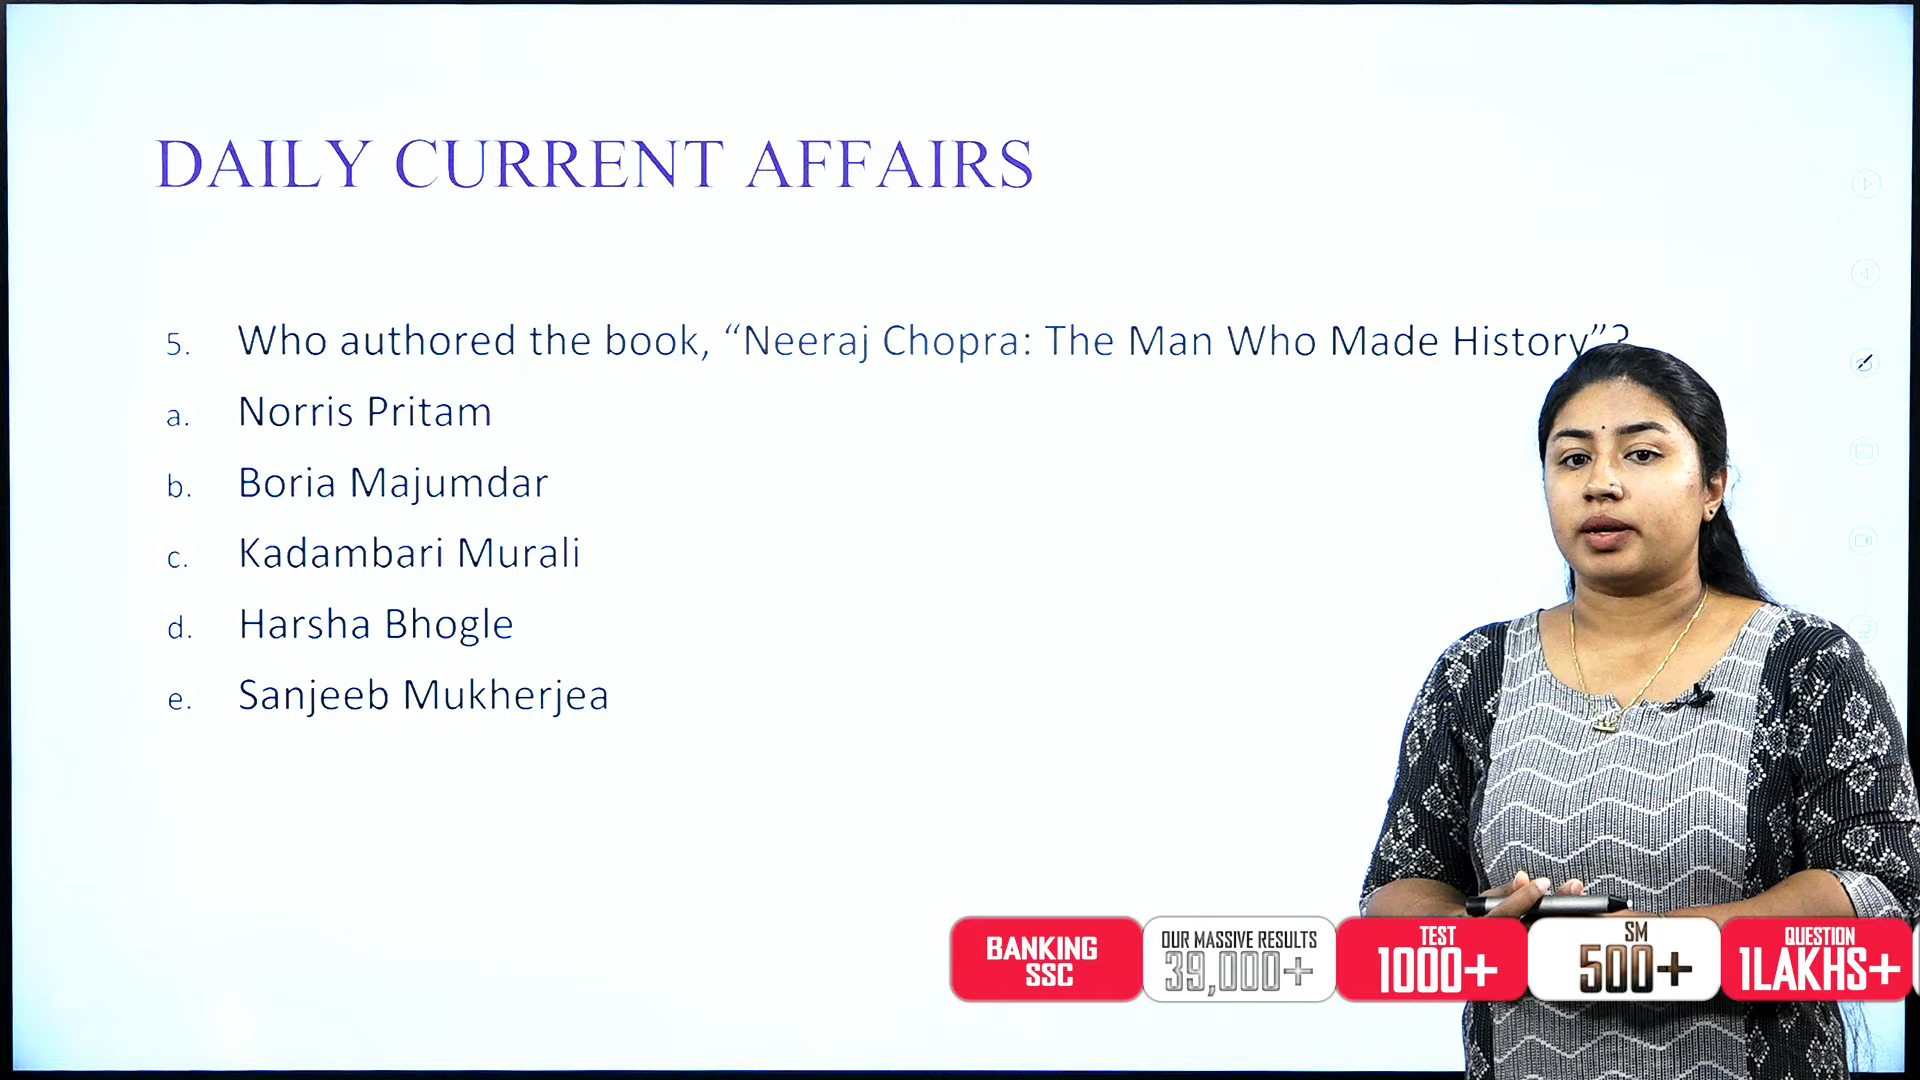 DAILY CURRENT AFFAIRS
5. Who authored the book, “Neeraj Chopra: The Man Who Made History”?
a. Norris Pritam
b. Boria Majumdar
c. Kadambari Murali
d. Harsha Bhogle
e. Sanjeeb Mukherjea
BANKING
SSC
OUR MASSIVE RESULTS
39,000+
TEST
1000+
SM
500+
QUESTION
1LAKHS+